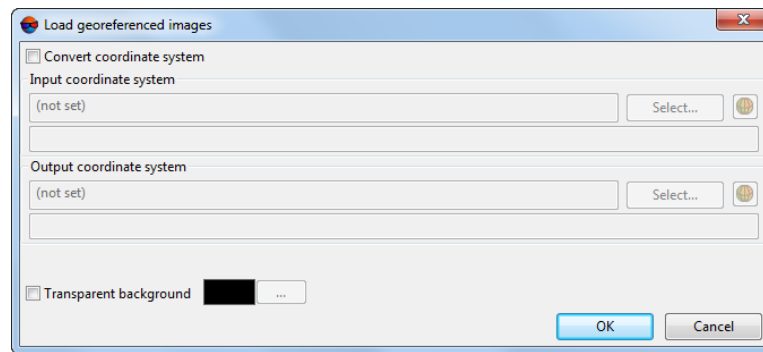 Load georeferenced images
Convert coordinate system
Input coordinate system
(not set)
Select...
Output coordinate system
(not set)
Select...
Transparent background
...
OK
Cancel